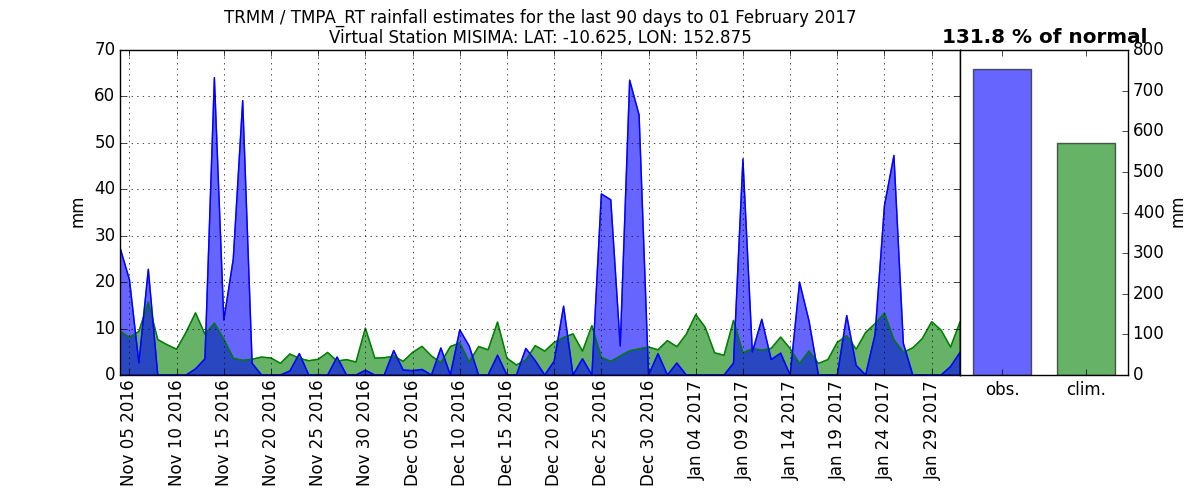 TRMM / TMPA_RT rainfall estimates for the last 90 days to 01 February 2017
Virtual Station MISIMA: LAT: -10.625, LON: 152.875
131.8 % of normal
70
60
50
40
30
20
10
0
mm
Nov 05 2016
Nov 10 2016
Nov 15 2016
Nov 20 2016
Nov 25 2016
Nov 30 2016
Dec 05 2016
Dec 10 2016
Dec 15 2016
Dec 20 2016
Dec 25 2016
Dec 30 2016
Jan 04 2017
Jan 09 2017
Jan 14 2017
Jan 19 2017
Jan 24 2017
Jan 29 2017
800
700
600
500
400
300
200
100
0
mm
obs.
clim.